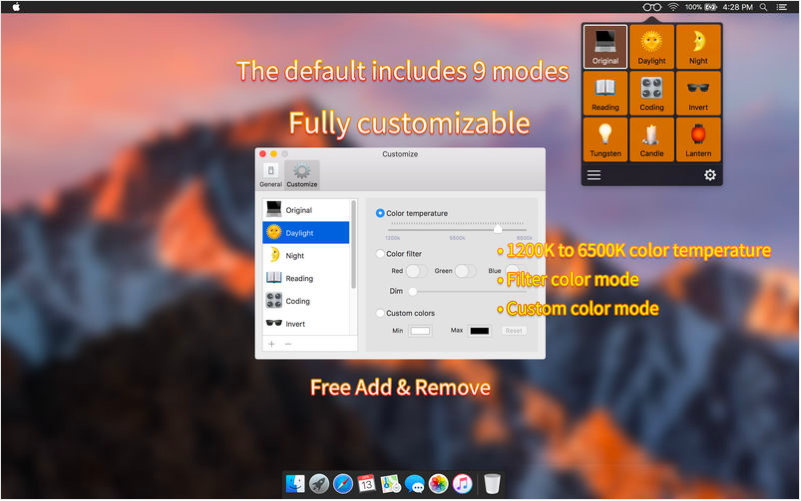 100% 4:28 PM
Original Daylight Night
Reading Coding Invert
Tungsten Candle Lantern
The default includes 9 modes
Fully customizable
Customize
General Customize
Original
Daylight
Night
Reading
Coding
Invert
+ −
Color temperature
1200k 5500k 6500k
Color filter
Red Green Blue
Dim
Custom colors
Min Max Reset
• 1200K to 6500K color temperature
• Filter color mode
• Custom color mode
Free Add & Remove
13